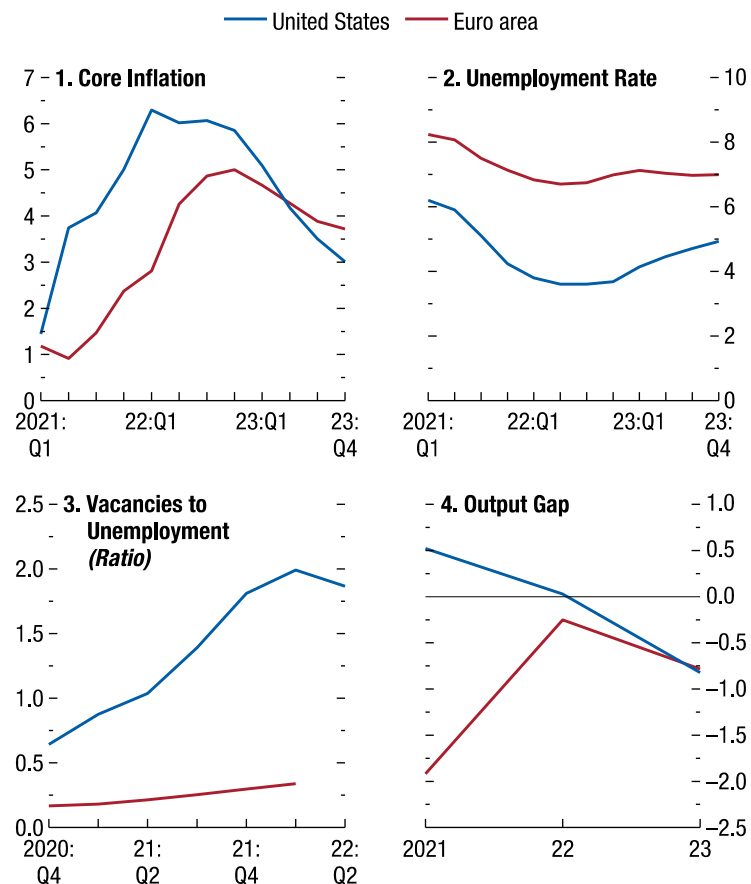 United States Euro area
1. Core Inflation
7
6
5
4
3
2
1
0
2021: 22:Q1 23:Q1 23:
Q1 Q4
2. Unemployment Rate
10
8
6
4
2
0
2021: 22:Q1 23:Q1 23:
Q1 Q4
3. Vacancies to
Unemployment
(Ratio)
2.5
2.0
1.5
1.0
0.5
0.0
2020: 21: 21: 22:
Q4 Q2 Q4 Q2
4. Output Gap
1.0
0.5
0.0
–0.5
–1.0
–1.5
–2.0
–2.5
2021 22 23